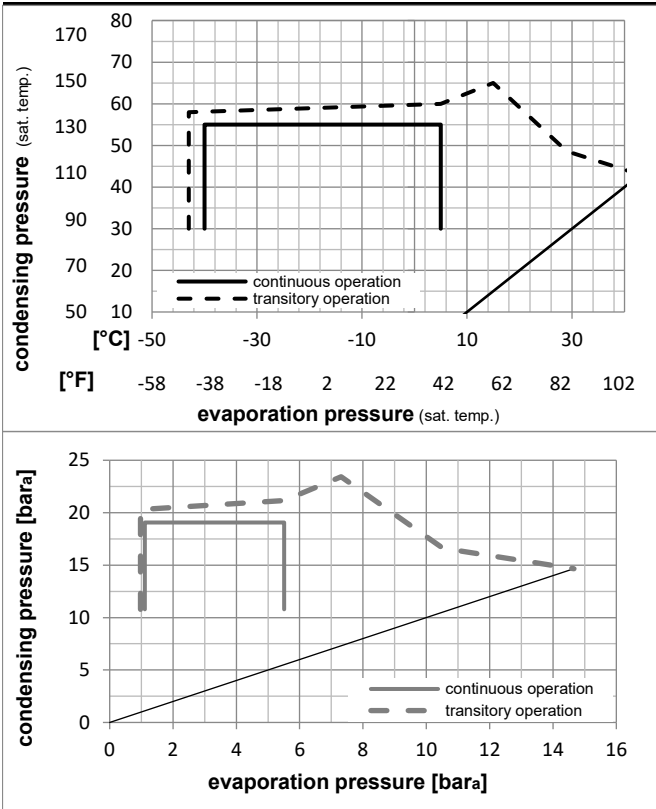 condensing pressure (sat. temp.)
170 80
70
150 60
130 50
110 40
90 30
70 20
50 10
continuous operation
transitory operation
[°C] -50 -30 -10 10 30
[°F] -58 -38 -18 2 22 42 62 82 102
evaporation pressure (sat. temp.)
condensing pressure [bara]
25
20
15
10
5
0
continuous operation
transitory operation
0 2 4 6 8 10 12 14 16
evaporation pressure [bara]